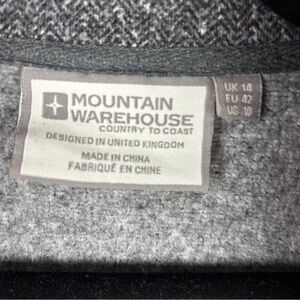 MOUNTAIN
WAREHOUSE
COUNTRY TO COAST
DESIGNED IN UNITED KINGDOM
MADE IN CHINA
FABRIQUÉ EN CHINE
UK 14
EU 42
US 10